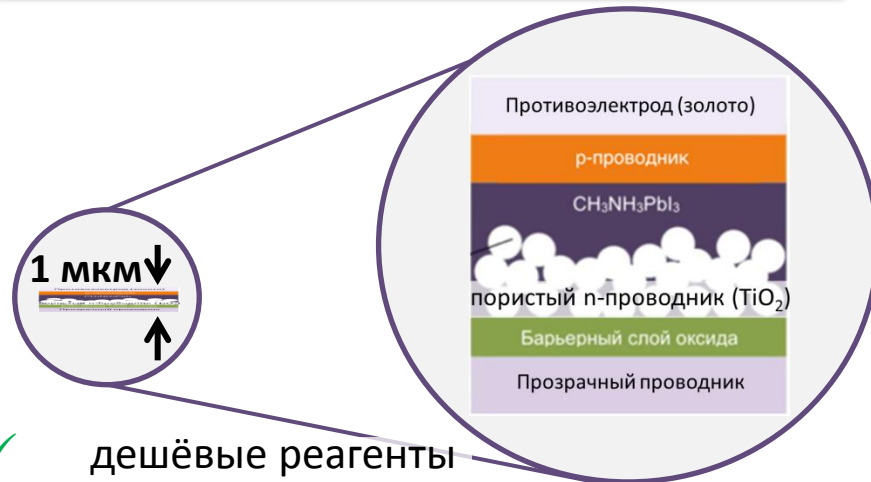 Противоэлектрод (золото)
p-проводник
CH₃NH₃PbI₃
1 мкм
пористый n-проводник (TiO₂)
Барьерный слой оксида
Прозрачный проводник
дешёвые реагенты